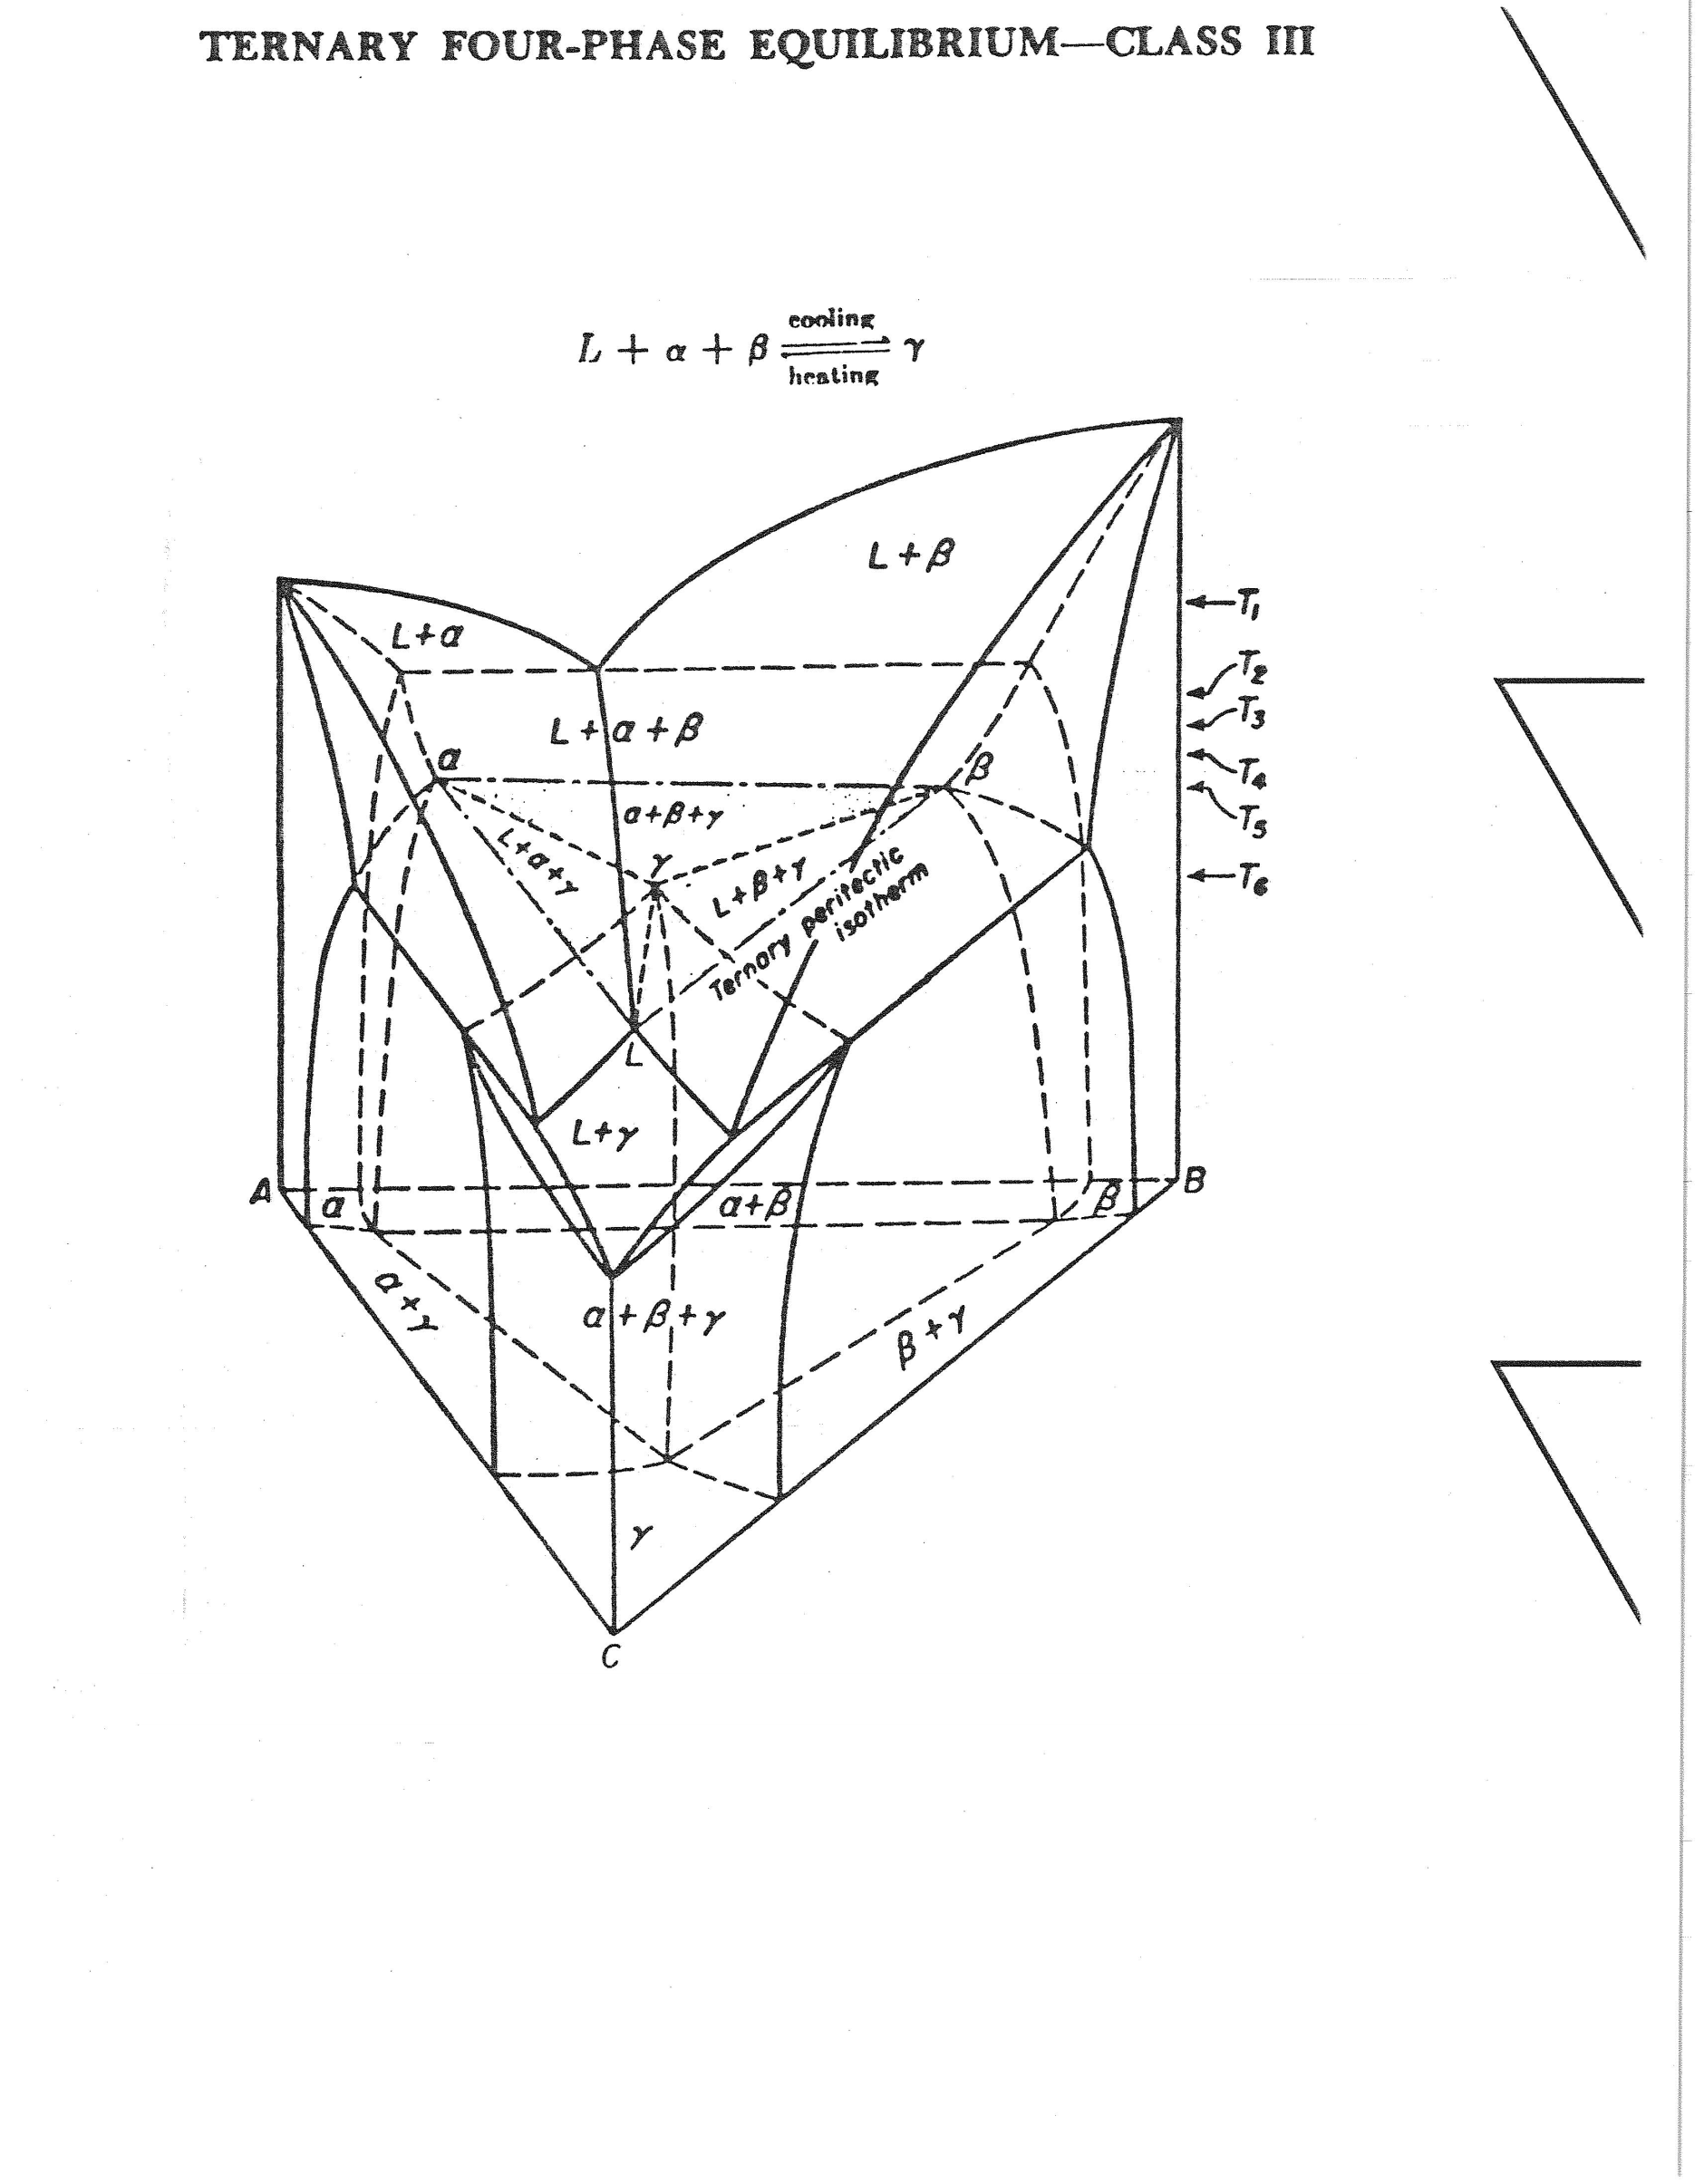 TERNARY FOUR-PHASE EQUILIBRIUM—CLASS III
cooling
L + α + β ⇌ γ
heating
L+β
T₁
L+α
T₂
T₃
L+α+β
α
β
T₄
α+β+γ
T₅
L+α+γ
γ
L+β+γ
T₆
Ternary peritectic
isotherm
L
L+γ
A
α
α+β
β
B
α+γ
α+β+γ
β+γ
γ
C